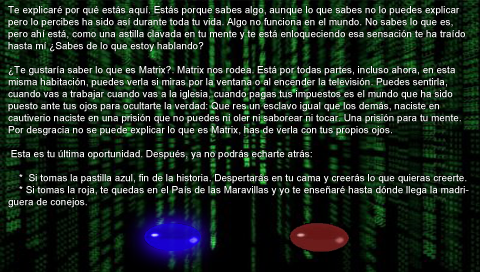 Te explicaré por qué estás aquí. Estás porque sabes algo, aunque lo que sabes no lo puedes explicar
pero lo percibes ha sido así durante toda tu vida. Algo no funciona en el mundo. No sabes lo que es,
pero ahí está, como una astilla clavada en tu mente y te está enloqueciendo esa sensación te ha traído
hasta mí ¿Sabes de lo que estoy hablando?
¿Te gustaría saber lo que es Matrix?. Matrix nos rodea. Está por todas partes, incluso ahora, en esta
misma habitación, puedes verla si miras por la ventana o al encender la televisión. Puedes sentirla,
cuando vas a trabajar cuando vas a la iglesia, cuando pagas tus impuestos es el mundo que ha sido
puesto ante tus ojos para ocultarte la verdad: Que res un esclavo igual que los demás, naciste en
cautiverio naciste en una prisión que no puedes ni oler ni saborear ni tocar. Una prisión para tu mente.
Por desgracia no se puede explicar lo que es Matrix, has de verla con tus propios ojos.
Esta es tu última oportunidad. Después, ya no podrás echarte atrás:
* Si tomas la pastilla azul, fin de la historia. Despertarás en tu cama y creerás lo que quieras creerte.
* Si tomas la roja, te quedas en el País de las Maravillas y yo te enseñaré hasta dónde llega la madri-
guera de conejos.